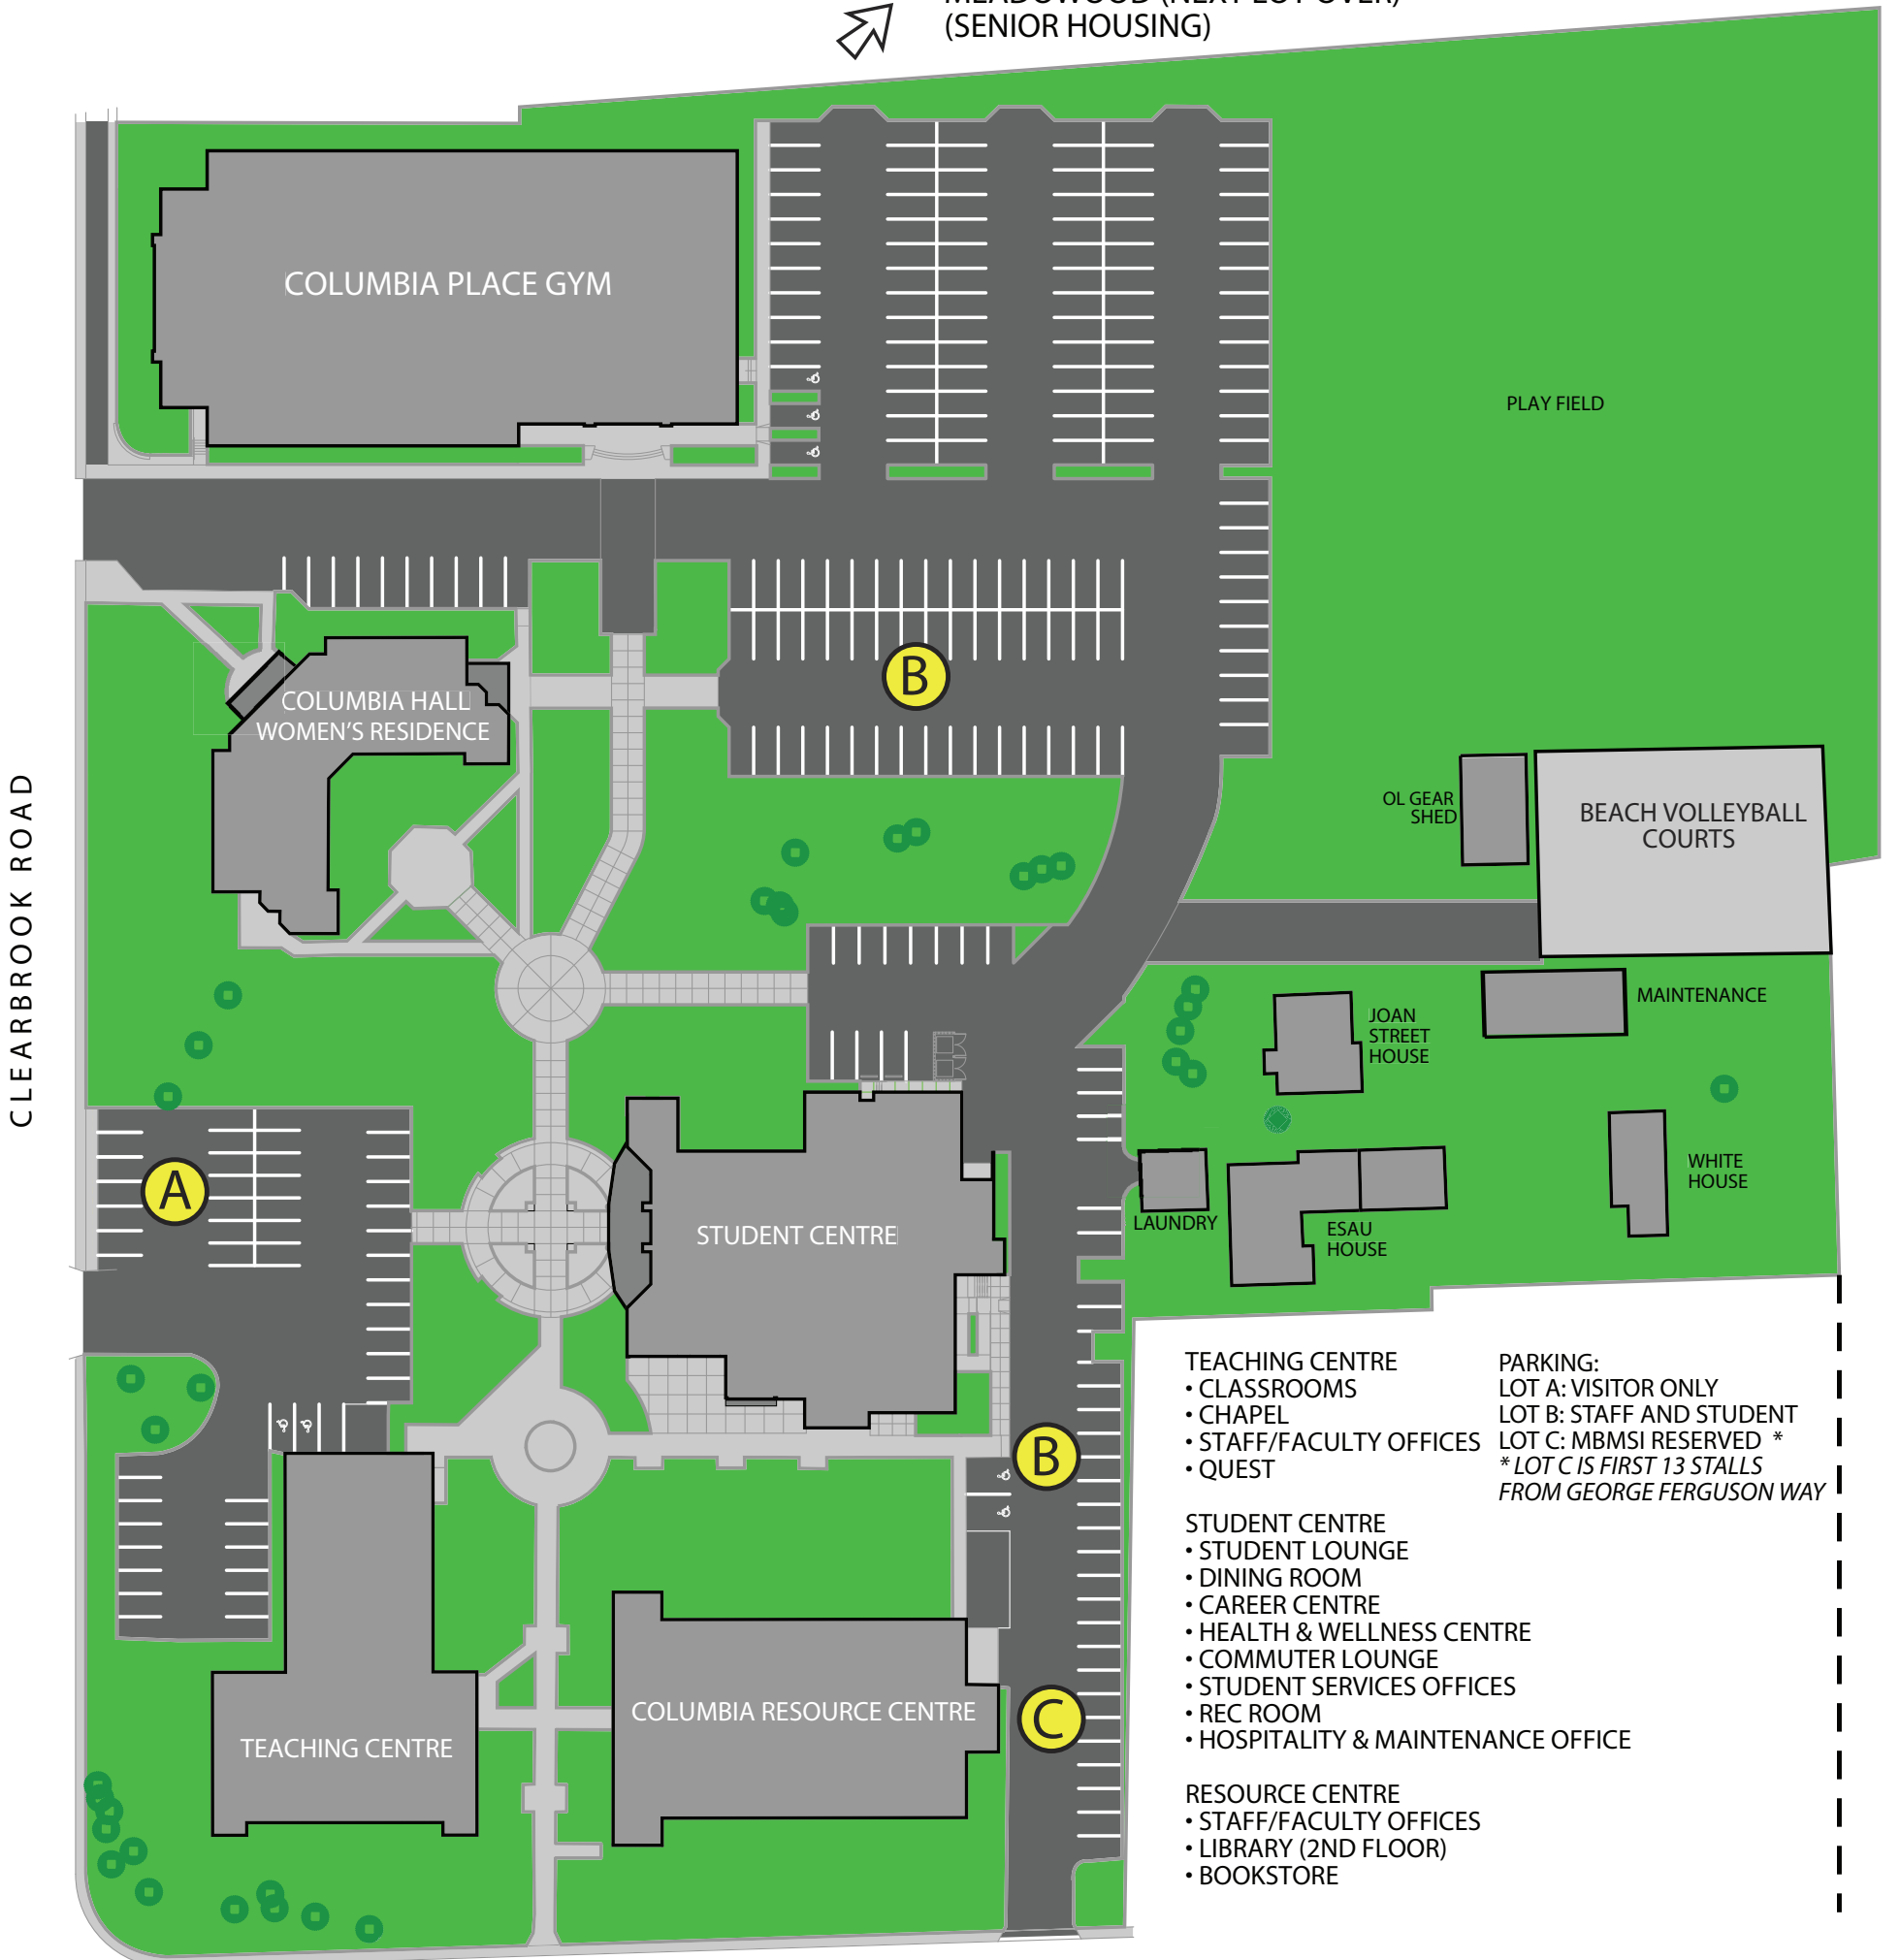 MEADOWOOD (NEXT LOT OVER)
(SENIOR HOUSING)
COLUMBIA PLACE GYM
PLAY FIELD
COLUMBIA HALL
WOMEN'S RESIDENCE
B
CLEARBROOK ROAD
OL GEAR
SHED
BEACH VOLLEYBALL
COURTS
MAINTENANCE
JOAN
STREET
HOUSE
A
STUDENT CENTRE
LAUNDRY
ESAU
HOUSE
WHITE
HOUSE
B
C
TEACHING CENTRE
COLUMBIA RESOURCE CENTRE
TEACHING CENTRE
• CLASSROOMS
• CHAPEL
• STAFF/FACULTY OFFICES
• QUEST
PARKING:
LOT A: VISITOR ONLY
LOT B: STAFF AND STUDENT
LOT C: MBMSI RESERVED *
* LOT C IS FIRST 13 STALLS
FROM GEORGE FERGUSON WAY
STUDENT CENTRE
• STUDENT LOUNGE
• DINING ROOM
• CAREER CENTRE
• HEALTH & WELLNESS CENTRE
• COMMUTER LOUNGE
• STUDENT SERVICES OFFICES
• REC ROOM
• HOSPITALITY & MAINTENANCE OFFICE
RESOURCE CENTRE
• STAFF/FACULTY OFFICES
• LIBRARY (2ND FLOOR)
• BOOKSTORE